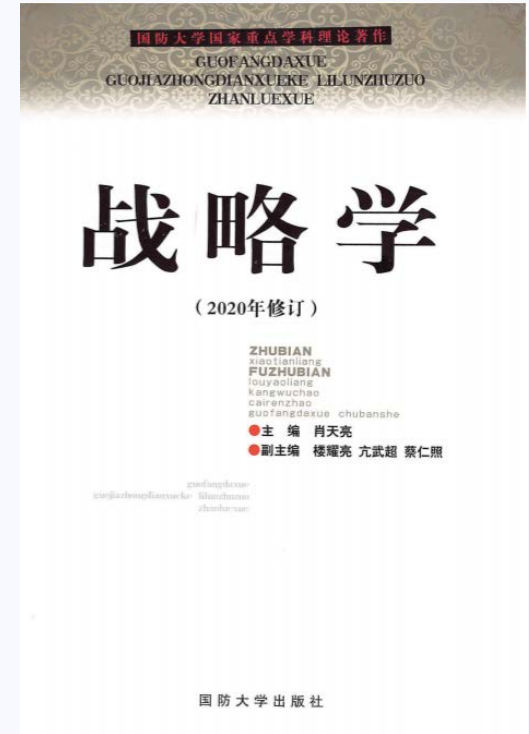 国防大学国家重点学科理论著作
GUOFANGDAXUE
GUOJIAZHONGDIANXUEKE LILUNZHUZUO
ZHANLUEXUE
战略学
（2020年修订）
ZHUBIAN
xiaotianliang
FUZHUBIAN
louyaoliang
kangwuchao
cairenzhao
guofangdaxue chubanshe
●主 编 肖天亮
●副主编 楼耀亮 亢武超 蔡仁照
guofangdaxue
guojiazhongdianxueke lilunzhuzuo
国防大学出版社